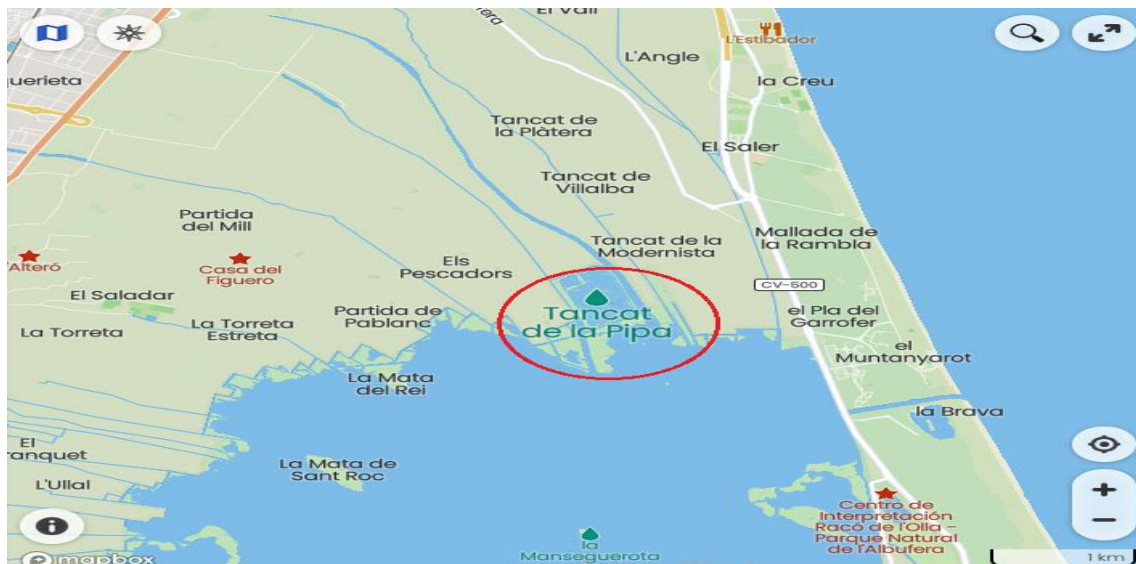 El Vall
L'Estibador
L'Angle
la Creu
Tancat de
la Plàtera
El Saler
Tancat de
Villalba
Partida
del Mill
Mallada de
la Rambla
Tancat de la
Modernista
Els
Pescadors
Casa del
Figuero
CV-500
El Saladar
Partida de
Pablanc
Tancat
de la Pipa
el Pla del
Garrofer
La Torreta
La Torreta
Estreta
el
Muntanyarot
La Mata
del Rei
la Brava
El
La Mata de
Sant Roc
L'Ullal
Centro de
Interpretación
Racó de l'Olla -
Parque Natural
de l'Albufera
la
Manseguerota
mapbox
1 km